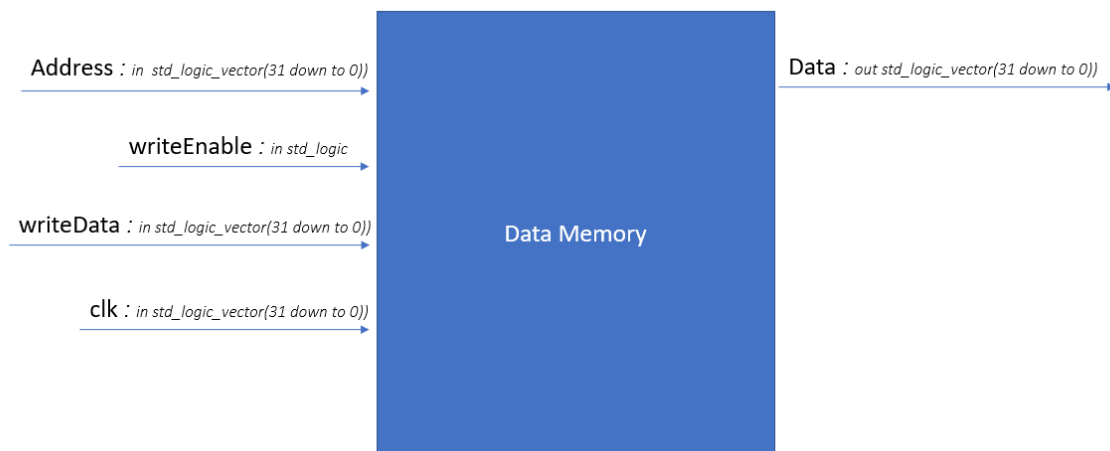 Address : in std_logic_vector(31 down to 0))
writeEnable : in std_logic
writeData : in std_logic_vector(31 down to 0))
clk : in std_logic_vector(31 down to 0))
Data Memory
Data : out std_logic_vector(31 down to 0))